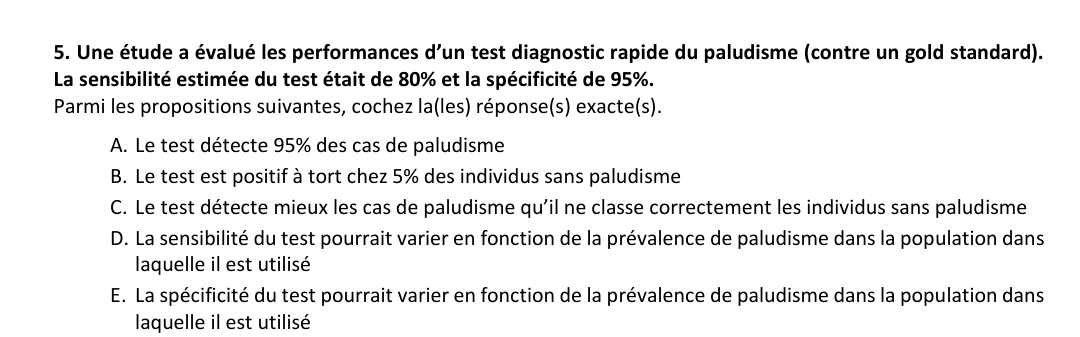 5. Une étude a évalué les performances d’un test diagnostic rapide du paludisme (contre un gold standard).
La sensibilité estimée du test était de 80% et la spécificité de 95%.
Parmi les propositions suivantes, cochez la(les) réponse(s) exacte(s).
A. Le test détecte 95% des cas de paludisme
B. Le test est positif à tort chez 5% des individus sans paludisme
C. Le test détecte mieux les cas de paludisme qu’il ne classe correctement les individus sans paludisme
D. La sensibilité du test pourrait varier en fonction de la prévalence de paludisme dans la population dans
laquelle il est utilisé
E. La spécificité du test pourrait varier en fonction de la prévalence de paludisme dans la population dans
laquelle il est utilisé